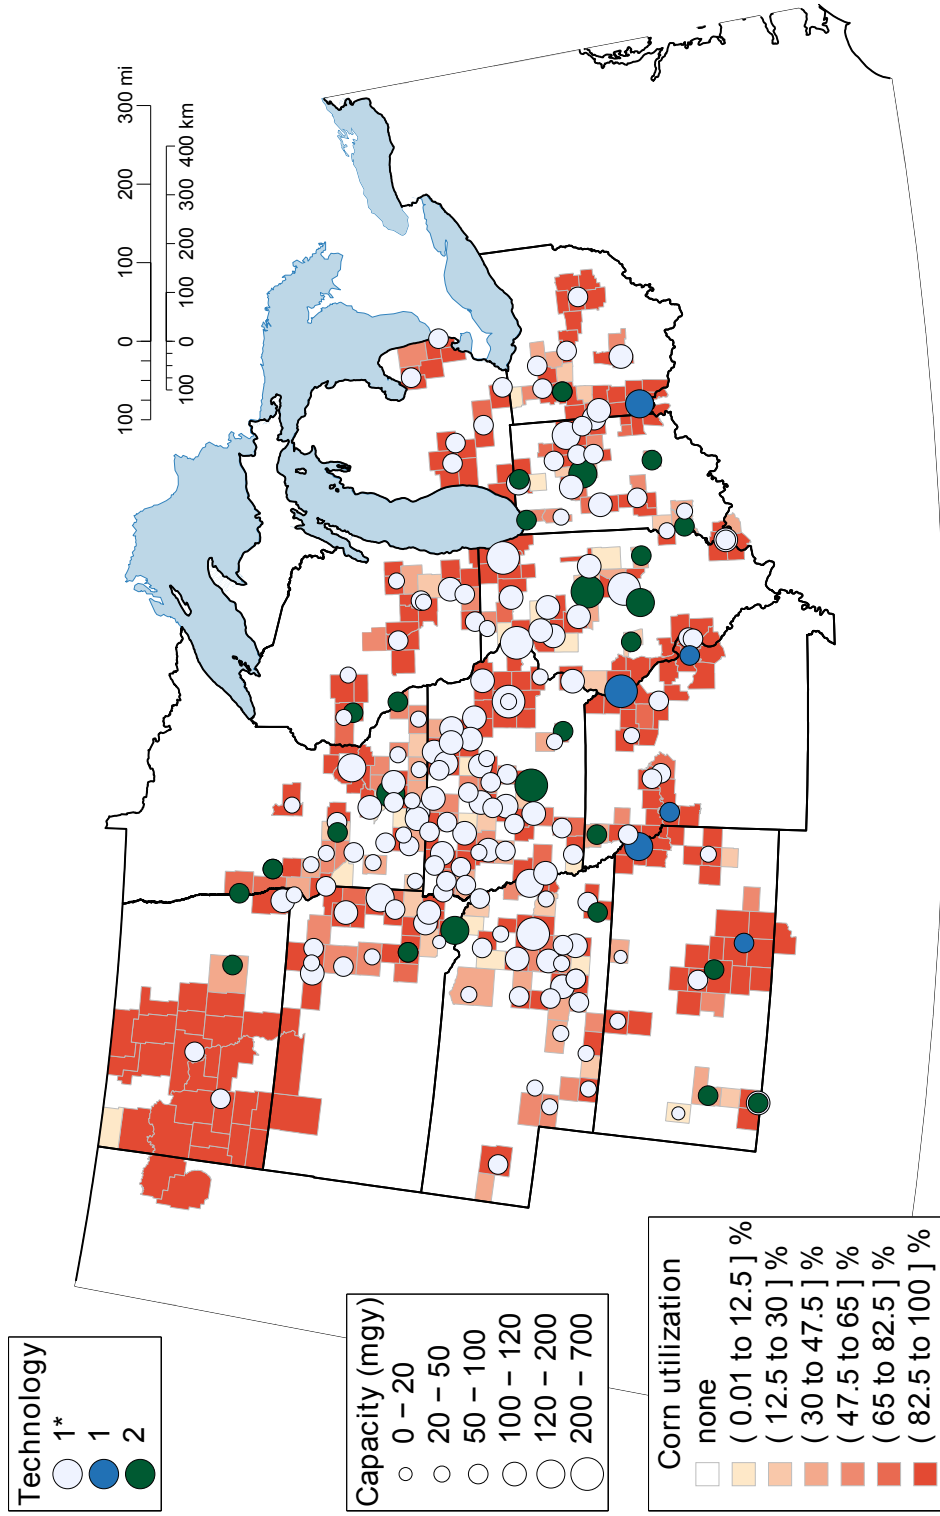 Technology
1*
1
2
Capacity (mgy)
0 – 20
20 – 50
50 – 100
100 – 120
120 – 200
200 – 700
Corn utilization
none
( 0.01 to 12.5 ] %
( 12.5 to 30 ] %
( 30 to 47.5 ] %
( 47.5 to 65 ] %
( 65 to 82.5 ] %
( 82.5 to 100 ] %
100 0 100 200 300 mi
100 0 100 200 300 400 km